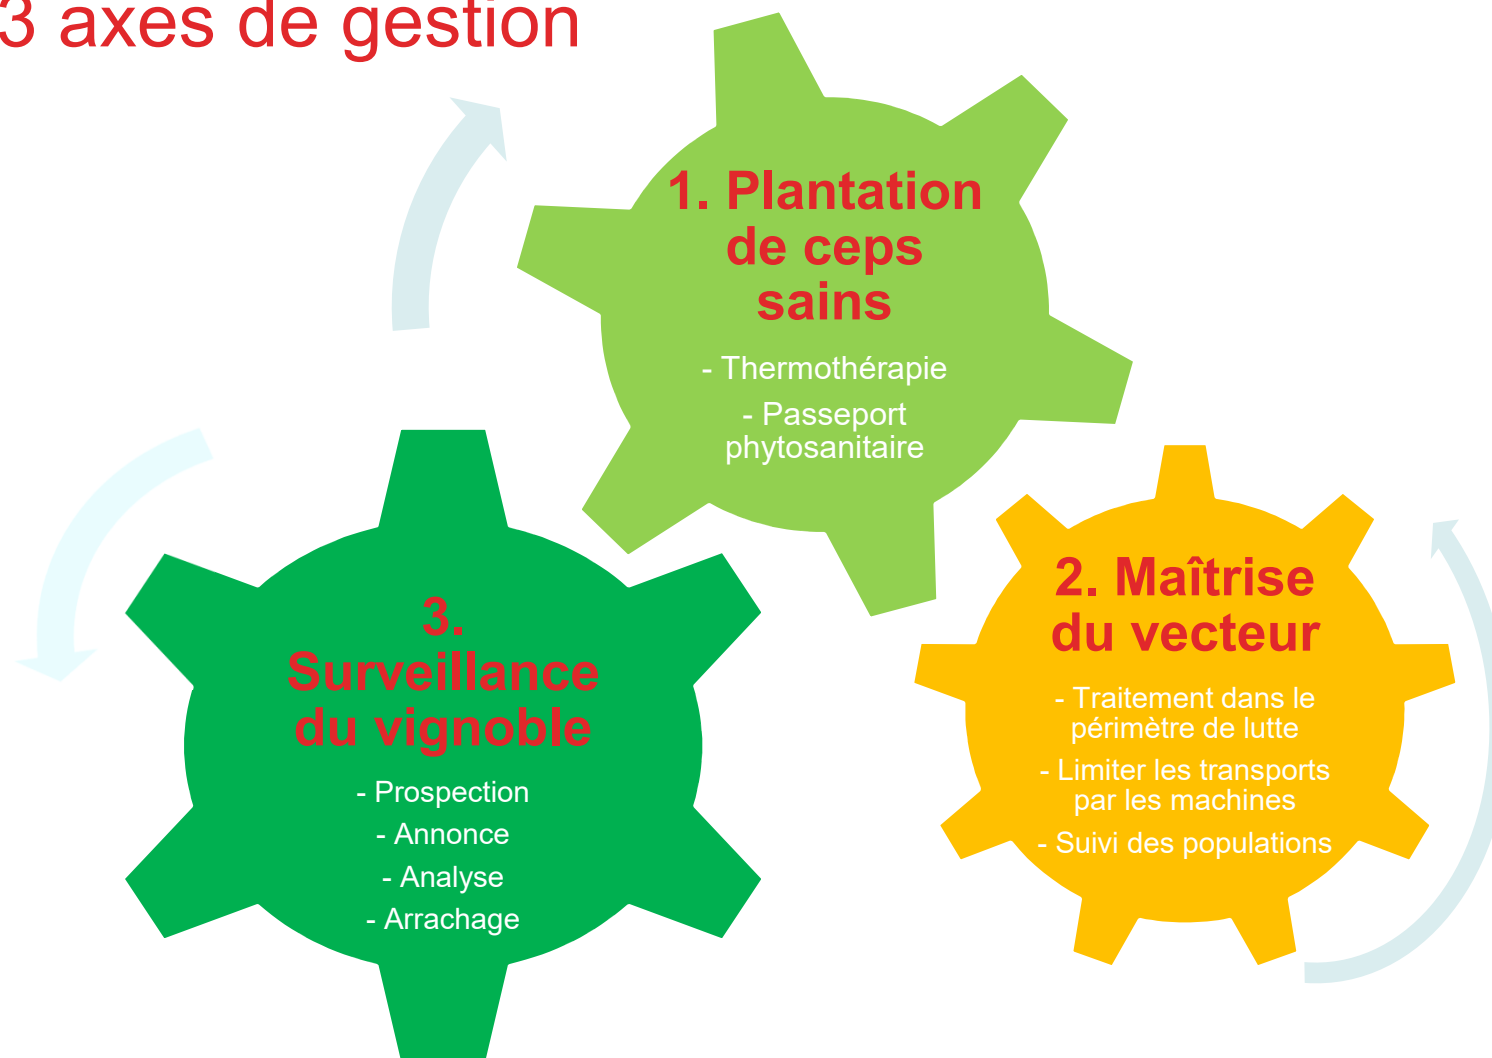 3 axes de gestion
1. Plantation
de ceps
sains
- Thermothérapie
- Passeport
phytosanitaire
2. Maîtrise
du vecteur
- Traitement dans le
périmètre de lutte
- Limiter les transports
par les machines
- Suivi des populations
3.
Surveillance
du vignoble
- Prospection
- Annonce
- Analyse
- Arrachage